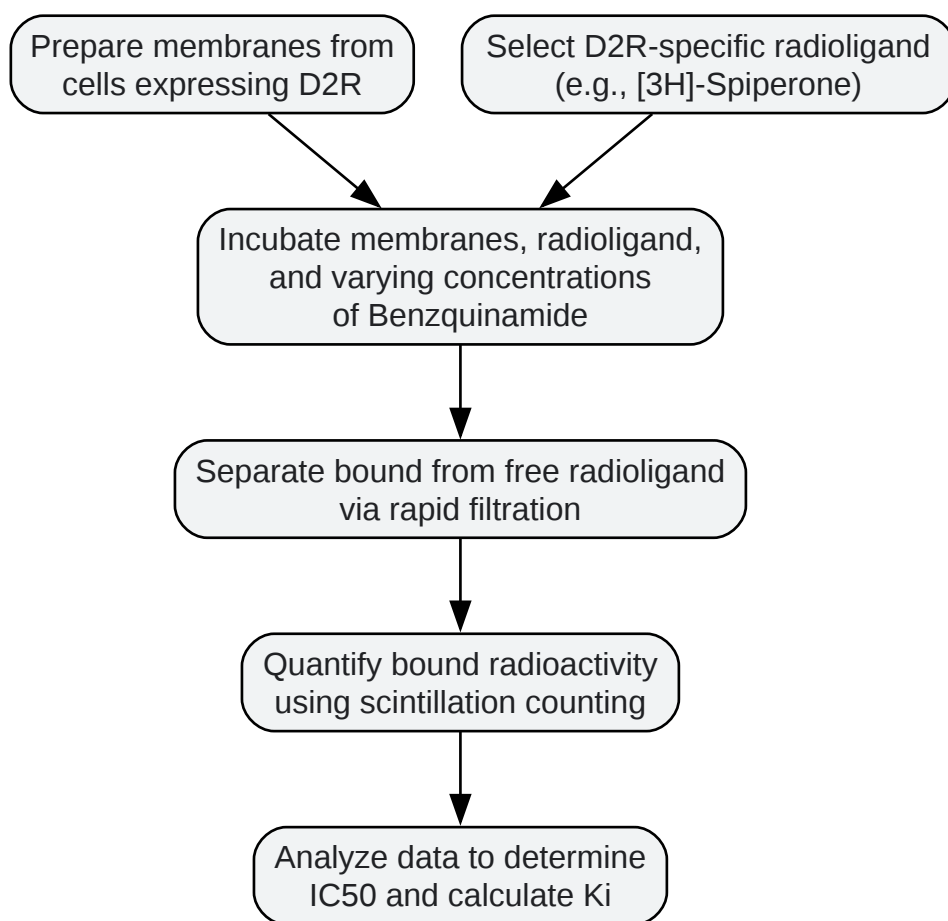 Prepare membranes from
cells expressing D2R
Select D2R-specific radioligand
(e.g., [3H]-Spiperone)
Incubate membranes, radioligand,
and varying concentrations
of Benzquinamide
Separate bound from free radioligand
via rapid filtration
Quantify bound radioactivity
using scintillation counting
Analyze data to determine
IC50 and calculate Ki